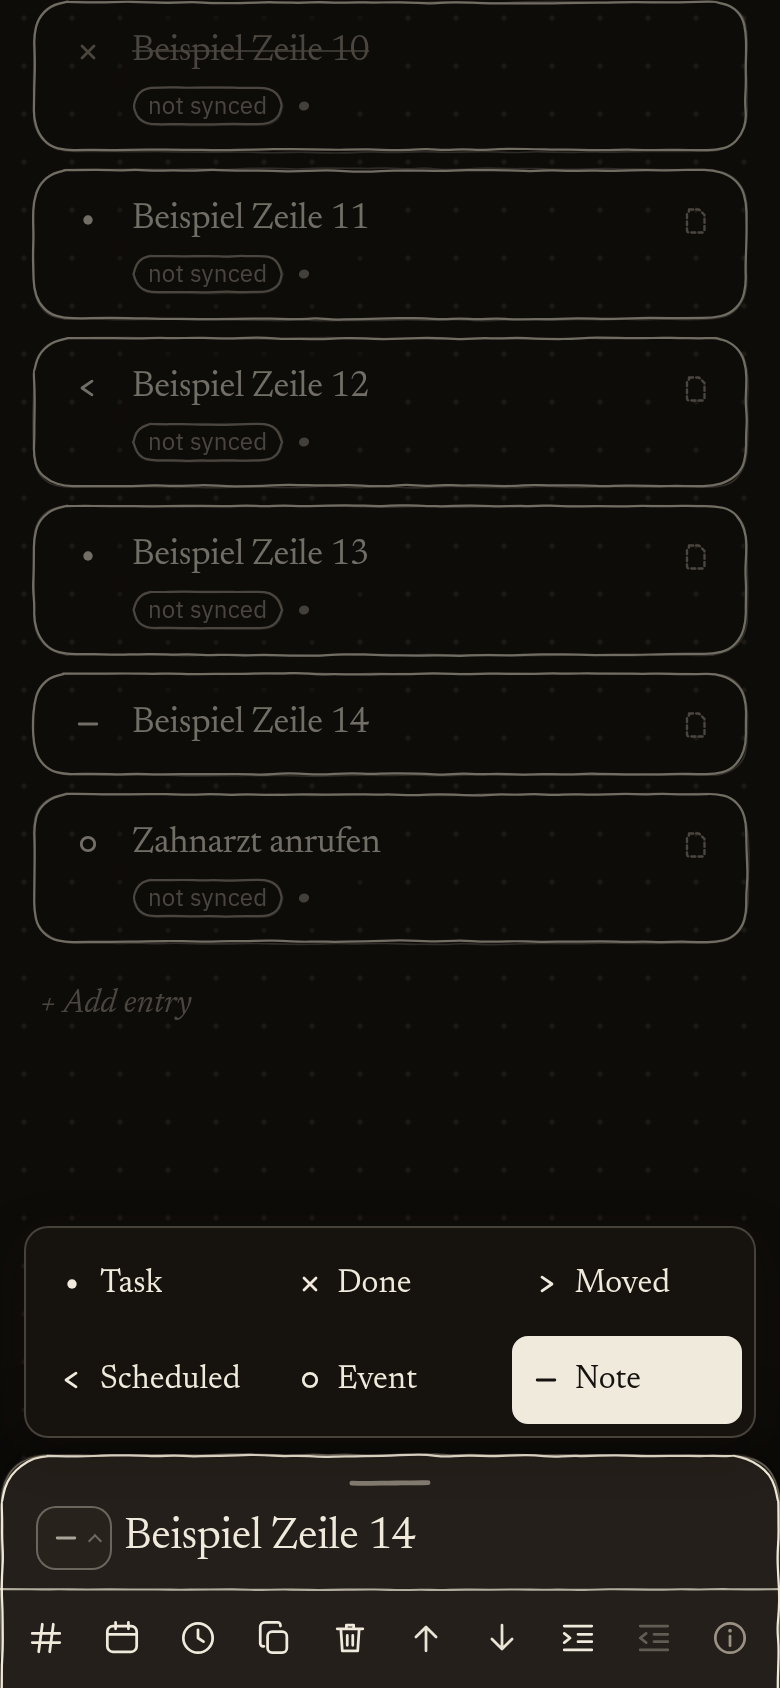 Beispiel Zeile 10
not synced
Beispiel Zeile 11
not synced
Beispiel Zeile 12
not synced
Beispiel Zeile 13
not synced
Beispiel Zeile 14
Zahnarzt anrufen
not synced
+ Add entry
Task
Done
Moved
Scheduled
Event
Note
Beispiel Zeile 14